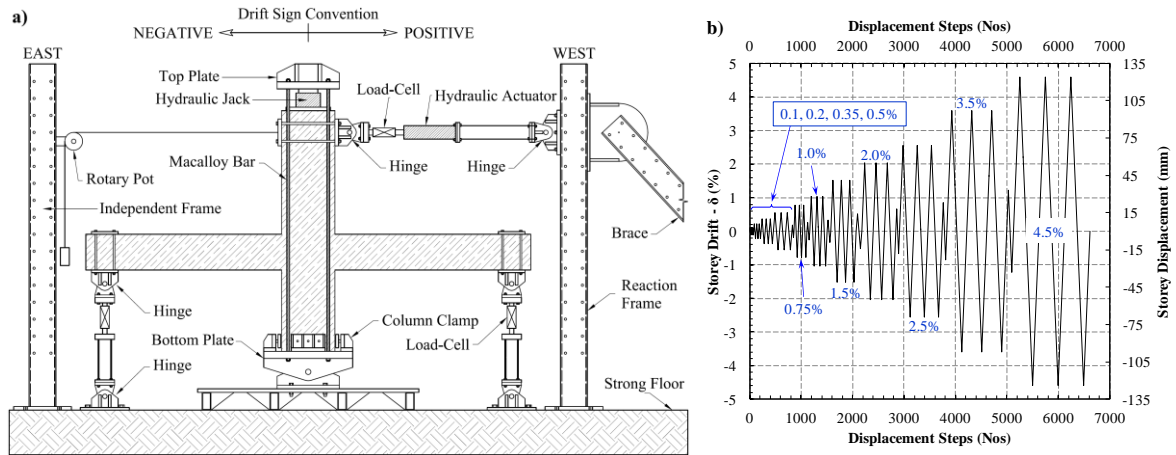 a)
Drift Sign Convention
NEGATIVE
POSITIVE
EAST
WEST
Top Plate
Hydraulic Jack
Load-Cell
Hydraulic Actuator
Hinge
Hinge
Macalloy Bar
Rotary Pot
Independent Frame
Brace
Hinge
Reaction
Frame
Column Clamp
Bottom Plate
Load-Cell
Hinge
Strong Floor
b)
Displacement Steps (Nos)
0 1000 2000 3000 4000 5000 6000 7000
5
4
3
2
1
0
-1
-2
-3
-4
-5
Storey Drift - δ (%)
0.1, 0.2, 0.35, 0.5%
1.0%
2.0%
3.5%
4.5%
0.75%
1.5%
2.5%
135
105
75
45
15
-15
-45
-75
-105
-135
Storey Displacement (mm)
0 1000 2000 3000 4000 5000 6000 7000
Displacement Steps (Nos)